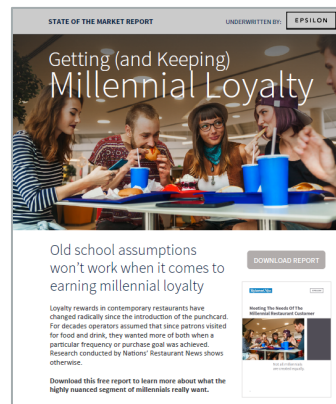 STATE OF THE MARKET REPORT
UNDERWRITTEN BY:
EPSILON
Getting (and Keeping)
Millennial Loyalty
Old school assumptions
won't work when it comes to
earning millennial loyalty
DOWNLOAD REPORT
Loyalty rewards in contemporary restaurants have
changed radically since the introduction of the punchcard.
For decades operators assumed that since patrons visited
for food and drink, they wanted more of both when a
particular frequency or purchase goal was achieved.
Research conducted by Nations' Restaurant News shows
otherwise.
Download this free report to learn more about what the
highly nuanced segment of millennials really want.
Meeting The Needs Of The
Millennial Restaurant Customer